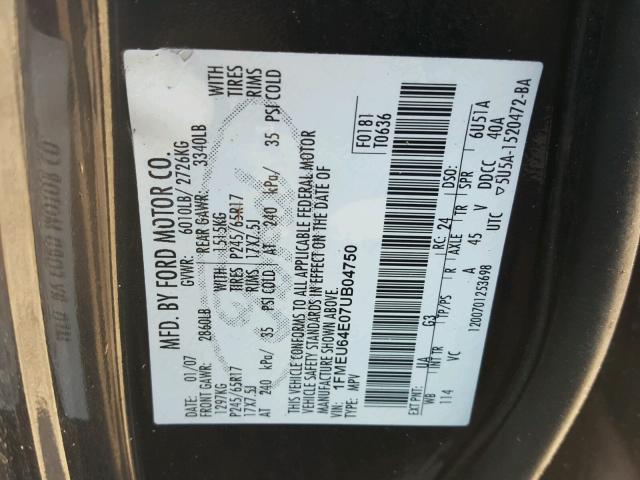 MFD. BY FORD MOTOR CO.
DATE: 01/07 GVWR: 6010LB/ 2726KG
FRONT GAWR: 2860LB REAR GAWR: 3340LB
1297KG WITH 1515KG WITH
P245/65R17 TIRES P245/65R17 TIRES
17X7.5J RIMS 17X7.5J RIMS
AT 240 kPa/ 35 PSI COLD AT 240 kPa/ 35 PSI COLD
THIS VEHICLE CONFORMS TO ALL APPLICABLE FEDERAL MOTOR
VEHICLE SAFETY STANDARDS IN EFFECT ON THE DATE OF
MANUFACTURE SHOWN ABOVE.
VIN: 1FMEU64E07UB04750
TYPE: MPV
F0181
T0636
EXT PNT: UA G3 RC: 24 DSO:
WB INT TR TP/PS R AXLE TR SPR 6U51A
114 VC A 45 V DDCC 40A
1200701253698 UTC 5U5A-1520472-BA